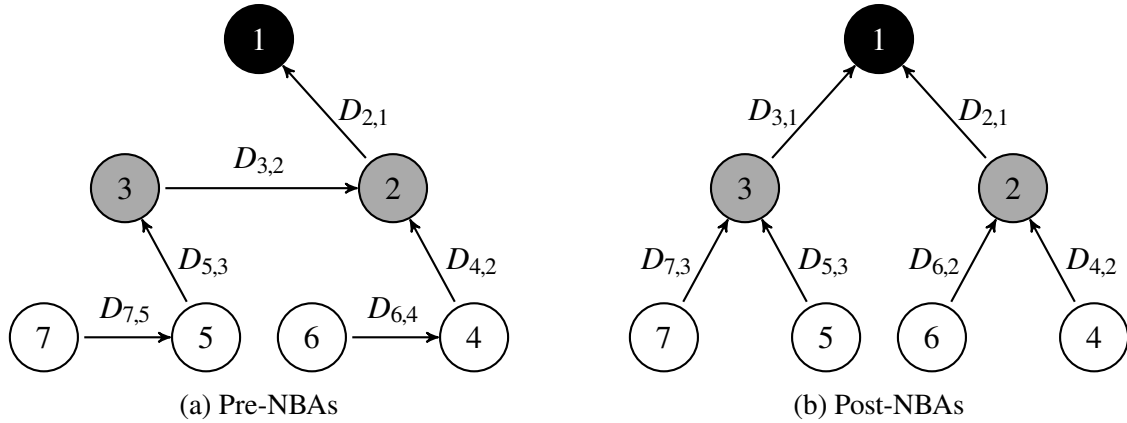 1
1
D2,1
D3,1
D2,1
D3,2
3
2
3
2
D5,3
D4,2
D7,3
D5,3
D6,2
D4,2
7
D7,5
5
6
D6,4
4
7
5
6
4
(a) Pre-NBAs
(b) Post-NBAs